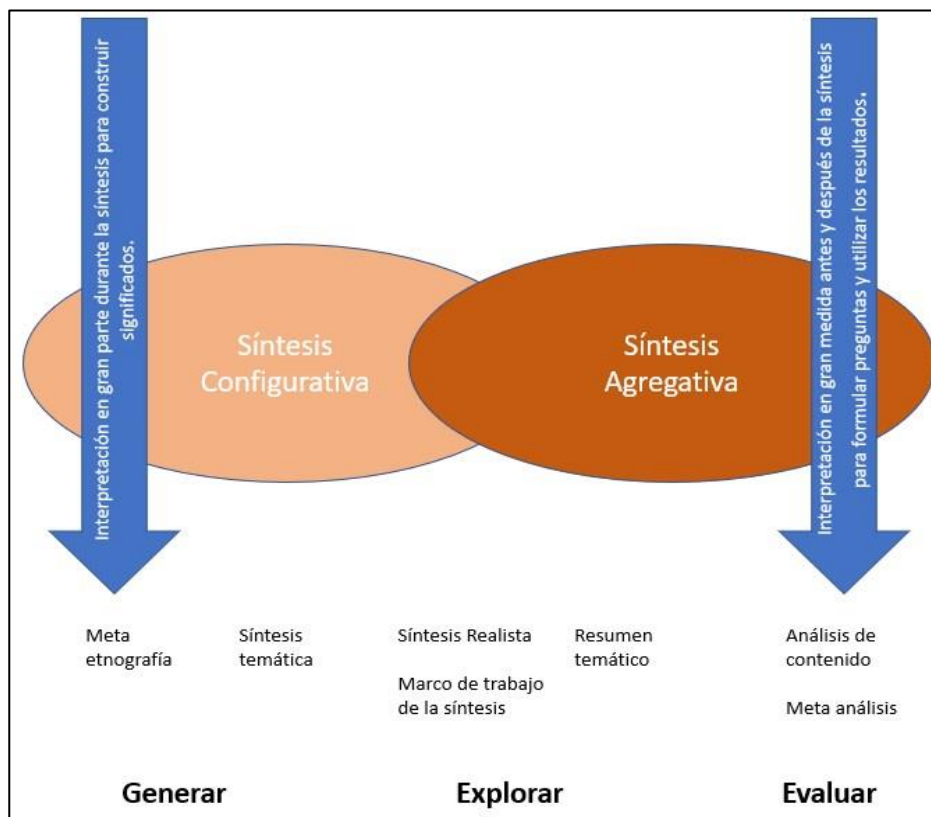 Interpretación en gran parte durante la síntesis para construir
significados.
Síntesis
Configurativa
Síntesis
Agregativa
Interpretación en gran medida antes y después de la síntesis
para formular preguntas y utilizar los resultados.
Meta
etnografía
Síntesis
temática
Síntesis Realista
Marco de trabajo
de la síntesis
Resumen
temático
Análisis de
contenido
Meta análisis
Generar
Explorar
Evaluar